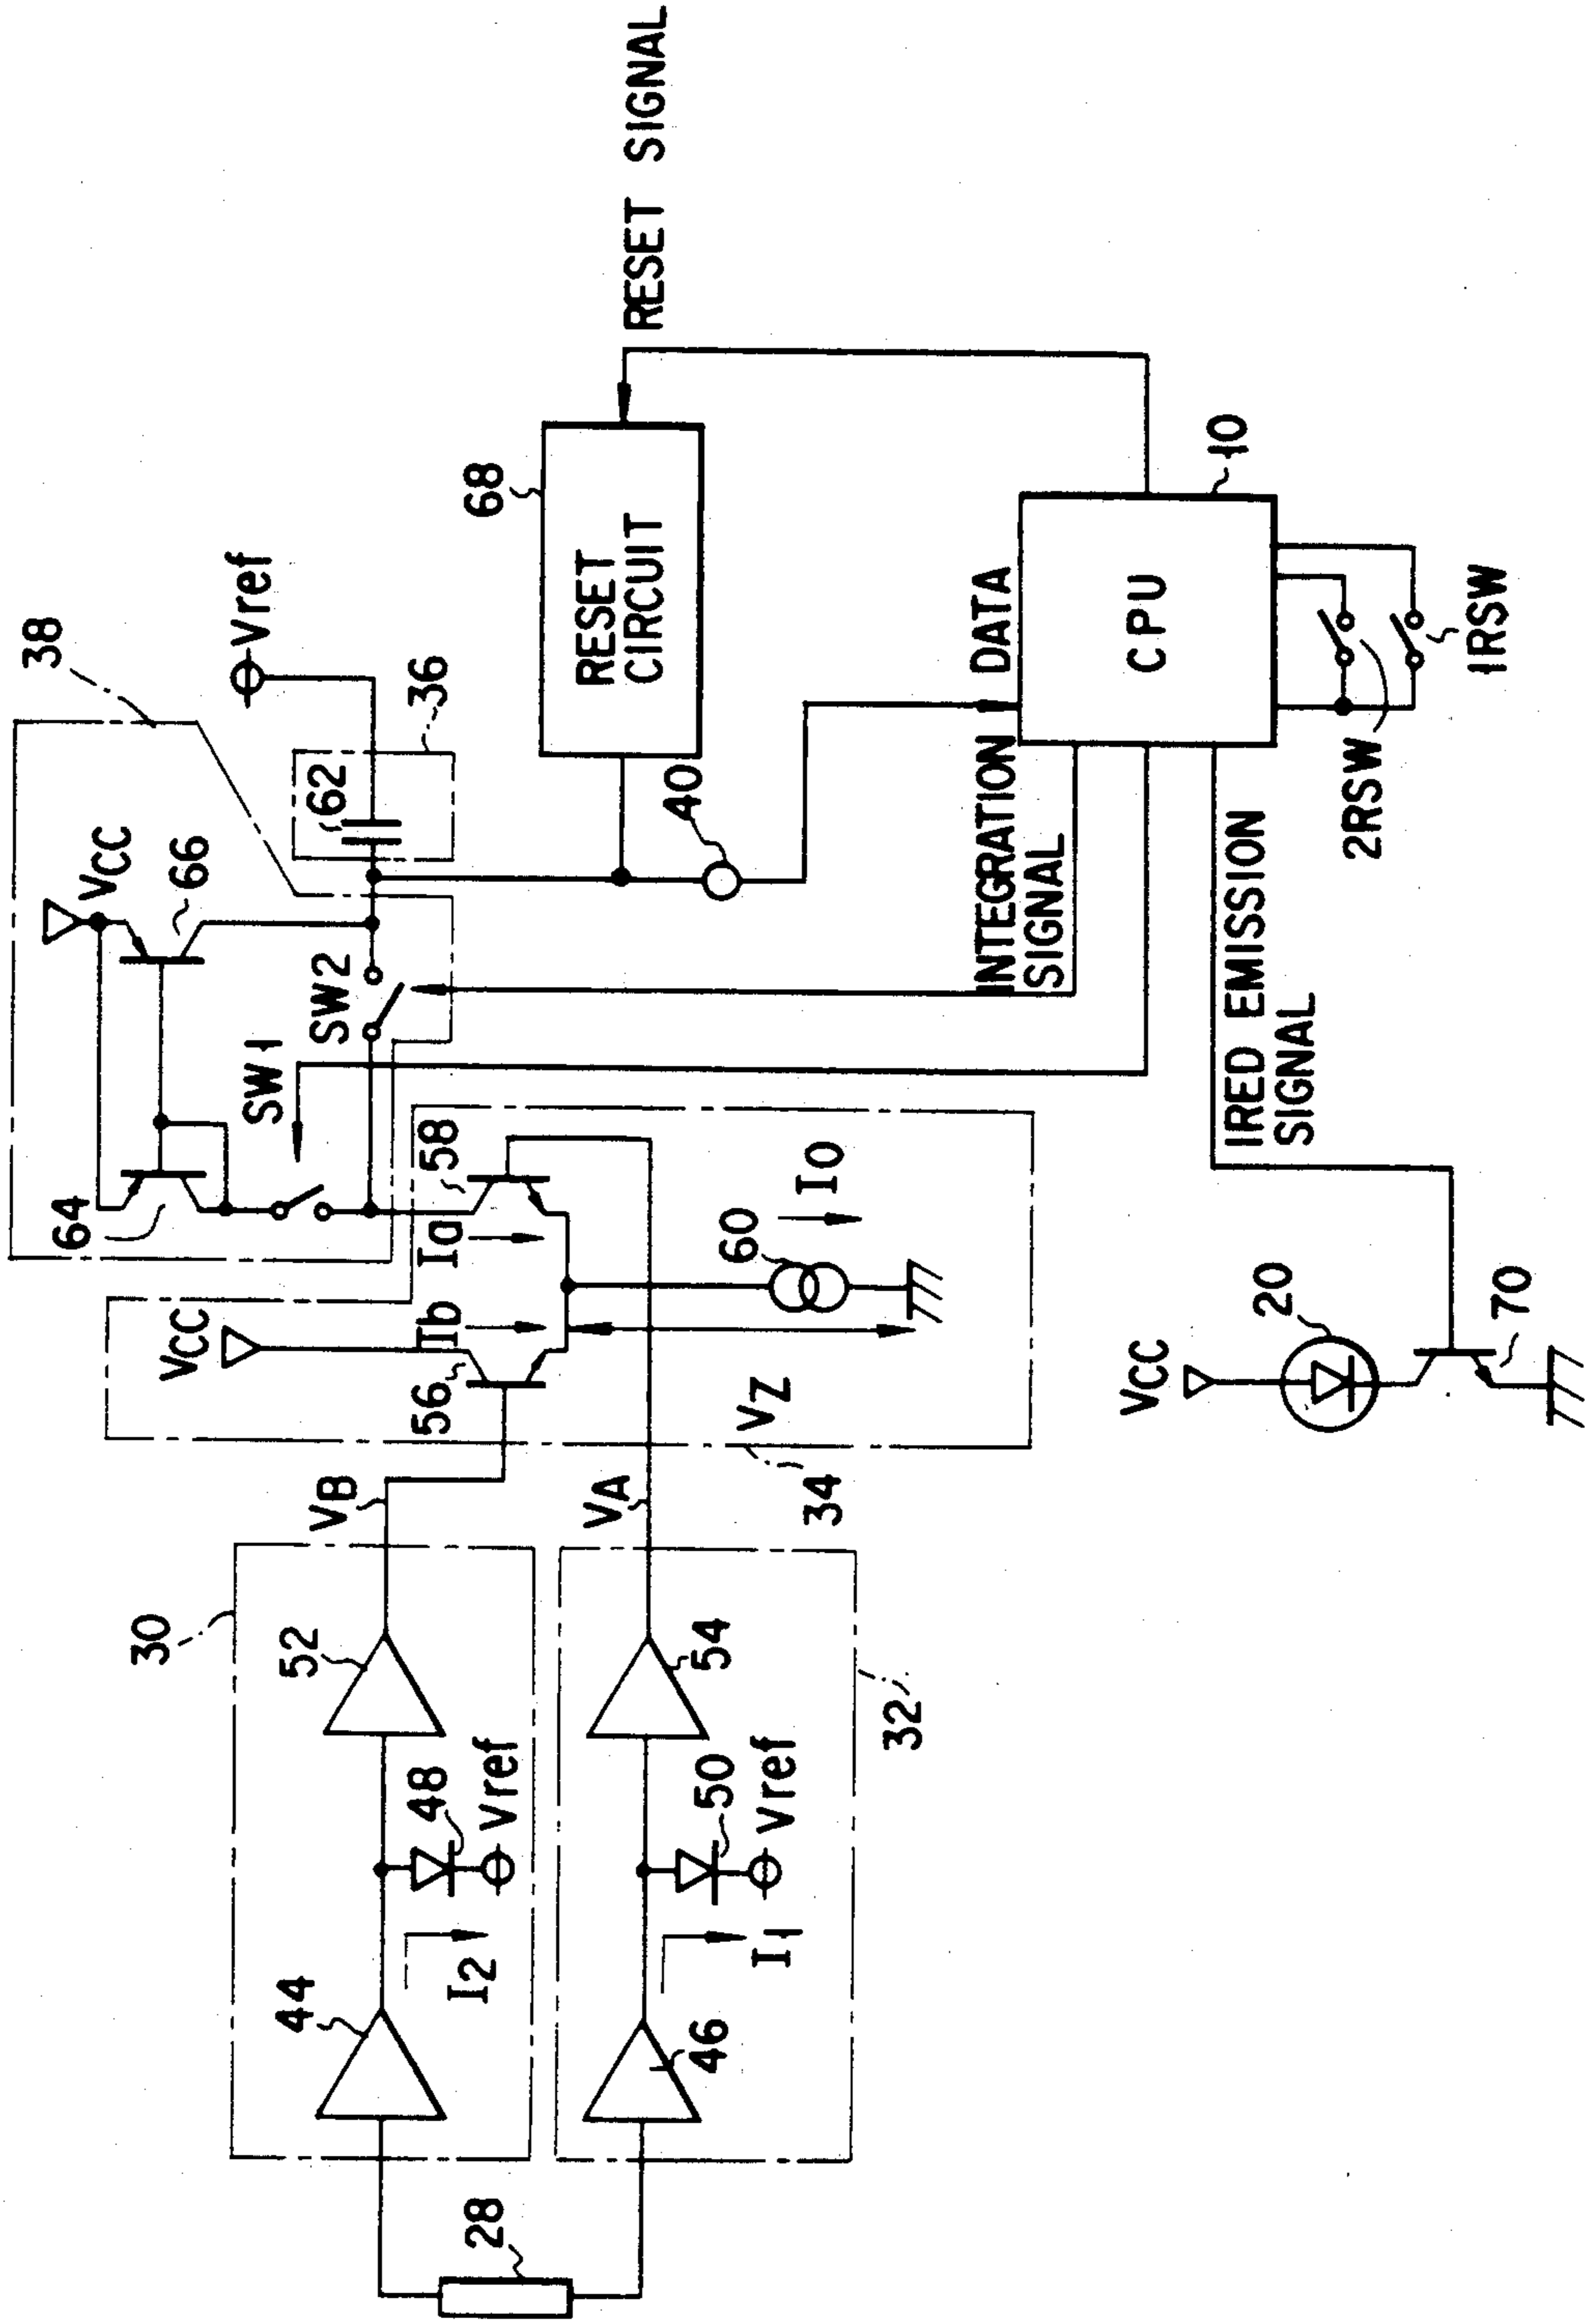 38
VCC
66
64
SW1
SW2
62
Vref
36
68
RESET
CIRCUIT
RESET SIGNAL
40
VCC
Ib
Ia
58
56
60
IO
VZ
34
30
52
VB
44
48
Vref
I2
28
46
54
50
Vref
I1
VA
32
INTEGRATION
SIGNAL
DATA
CPU
10
2RSW
1RSW
IRED EMISSION
SIGNAL
VCC
20
70